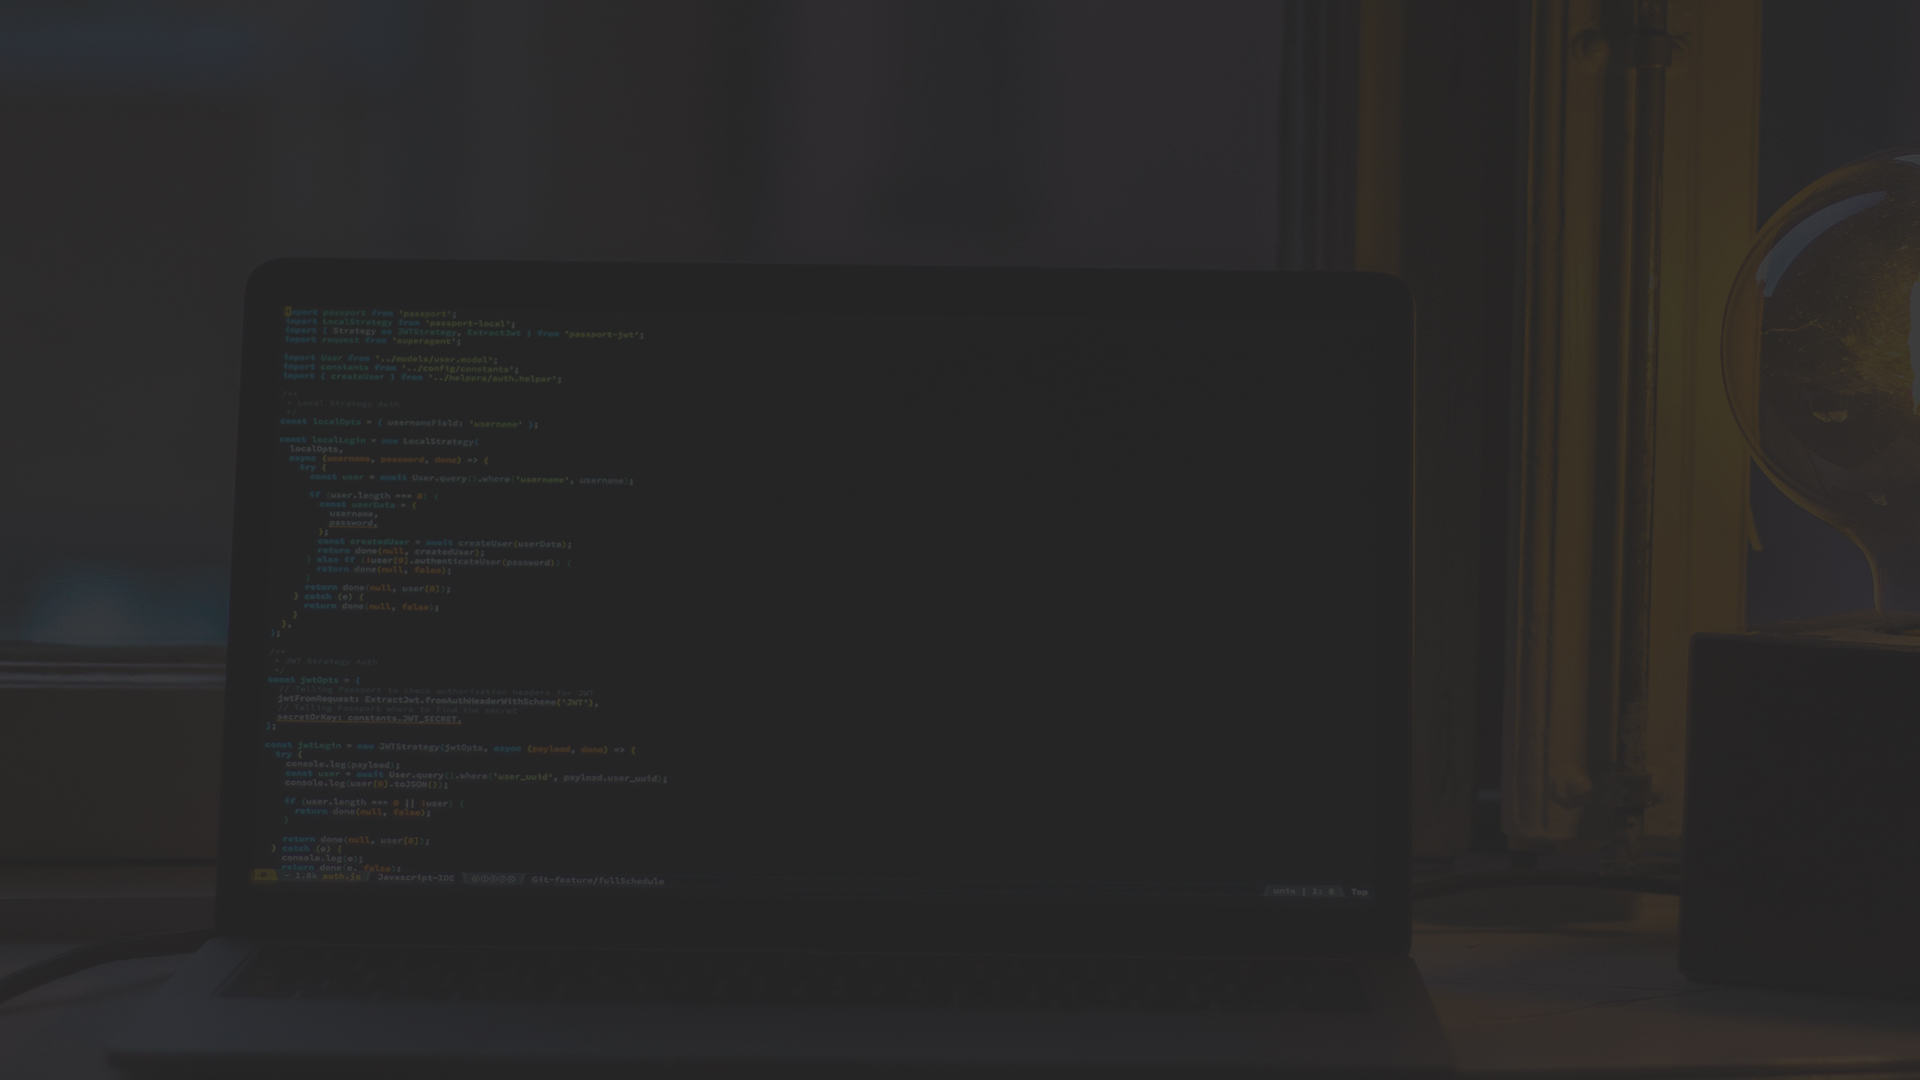 import passport from 'passport';
import LocalStrategy from 'passport-local';
import { Strategy as JWTStrategy, ExtractJwt } from 'passport-jwt';
import request from 'superagent';
import User from '../models/user.model';
import constants from '../config/constants';
import { createUser } from '../helpers/auth.helper';
/**
* Local Strategy Auth
*/
const localOpts = { usernameField: 'username' };
const localLogin = new LocalStrategy(
localOpts,
async (username, password, done) => {
try {
const user = await User.query().where('username', username);
if (user.length === 0) {
const userData = {
username,
password,
};
const createdUser = await createUser(userData);
return done(null, createdUser);
} else if (!user[0].authenticateUser(password)) {
return done(null, false);
}
return done(null, user[0]);
} catch (e) {
return done(null, false);
}
},
);
/**
* JWT Strategy Auth
*/
const jwtOpts = {
// Telling Passport to check authorization headers for JWT
jwtFromRequest: ExtractJwt.fromAuthHeaderWithScheme('JWT'),
// Telling Passport where to find the secret
secretOrKey: constants.JWT_SECRET,
};
const jwtLogin = new JWTStrategy(jwtOpts, async (payload, done) => {
try {
console.log(payload);
const user = await User.query().where('user_uuid', payload.user_uuid);
console.log(user[0].toJSON());
if (user.length === 0 || !user) {
return done(null, false);
}
return done(null, user[0]);
} catch (e) {
console.log(e);
return done(e, false);
- 1.8k auth.js Javascript-IDE Git-feature/fullSchedule
unix | 1: 0 Top